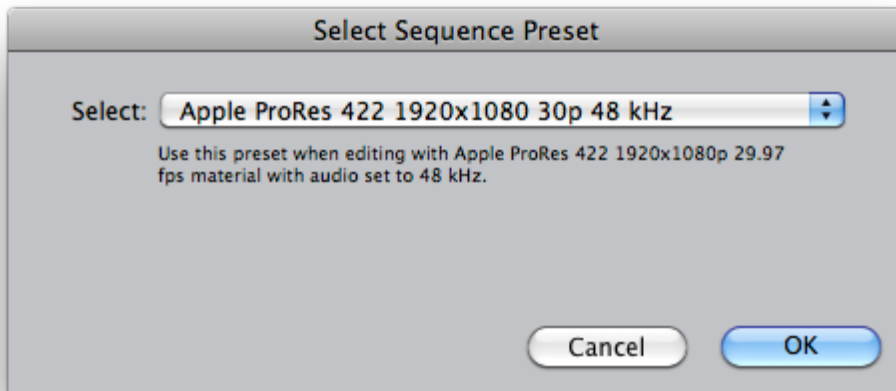 Select Sequence Preset
Select: Apple ProRes 422 1920x1080 30p 48 kHz
Use this preset when editing with Apple ProRes 422 1920x1080p 29.97
fps material with audio set to 48 kHz.
Cancel OK